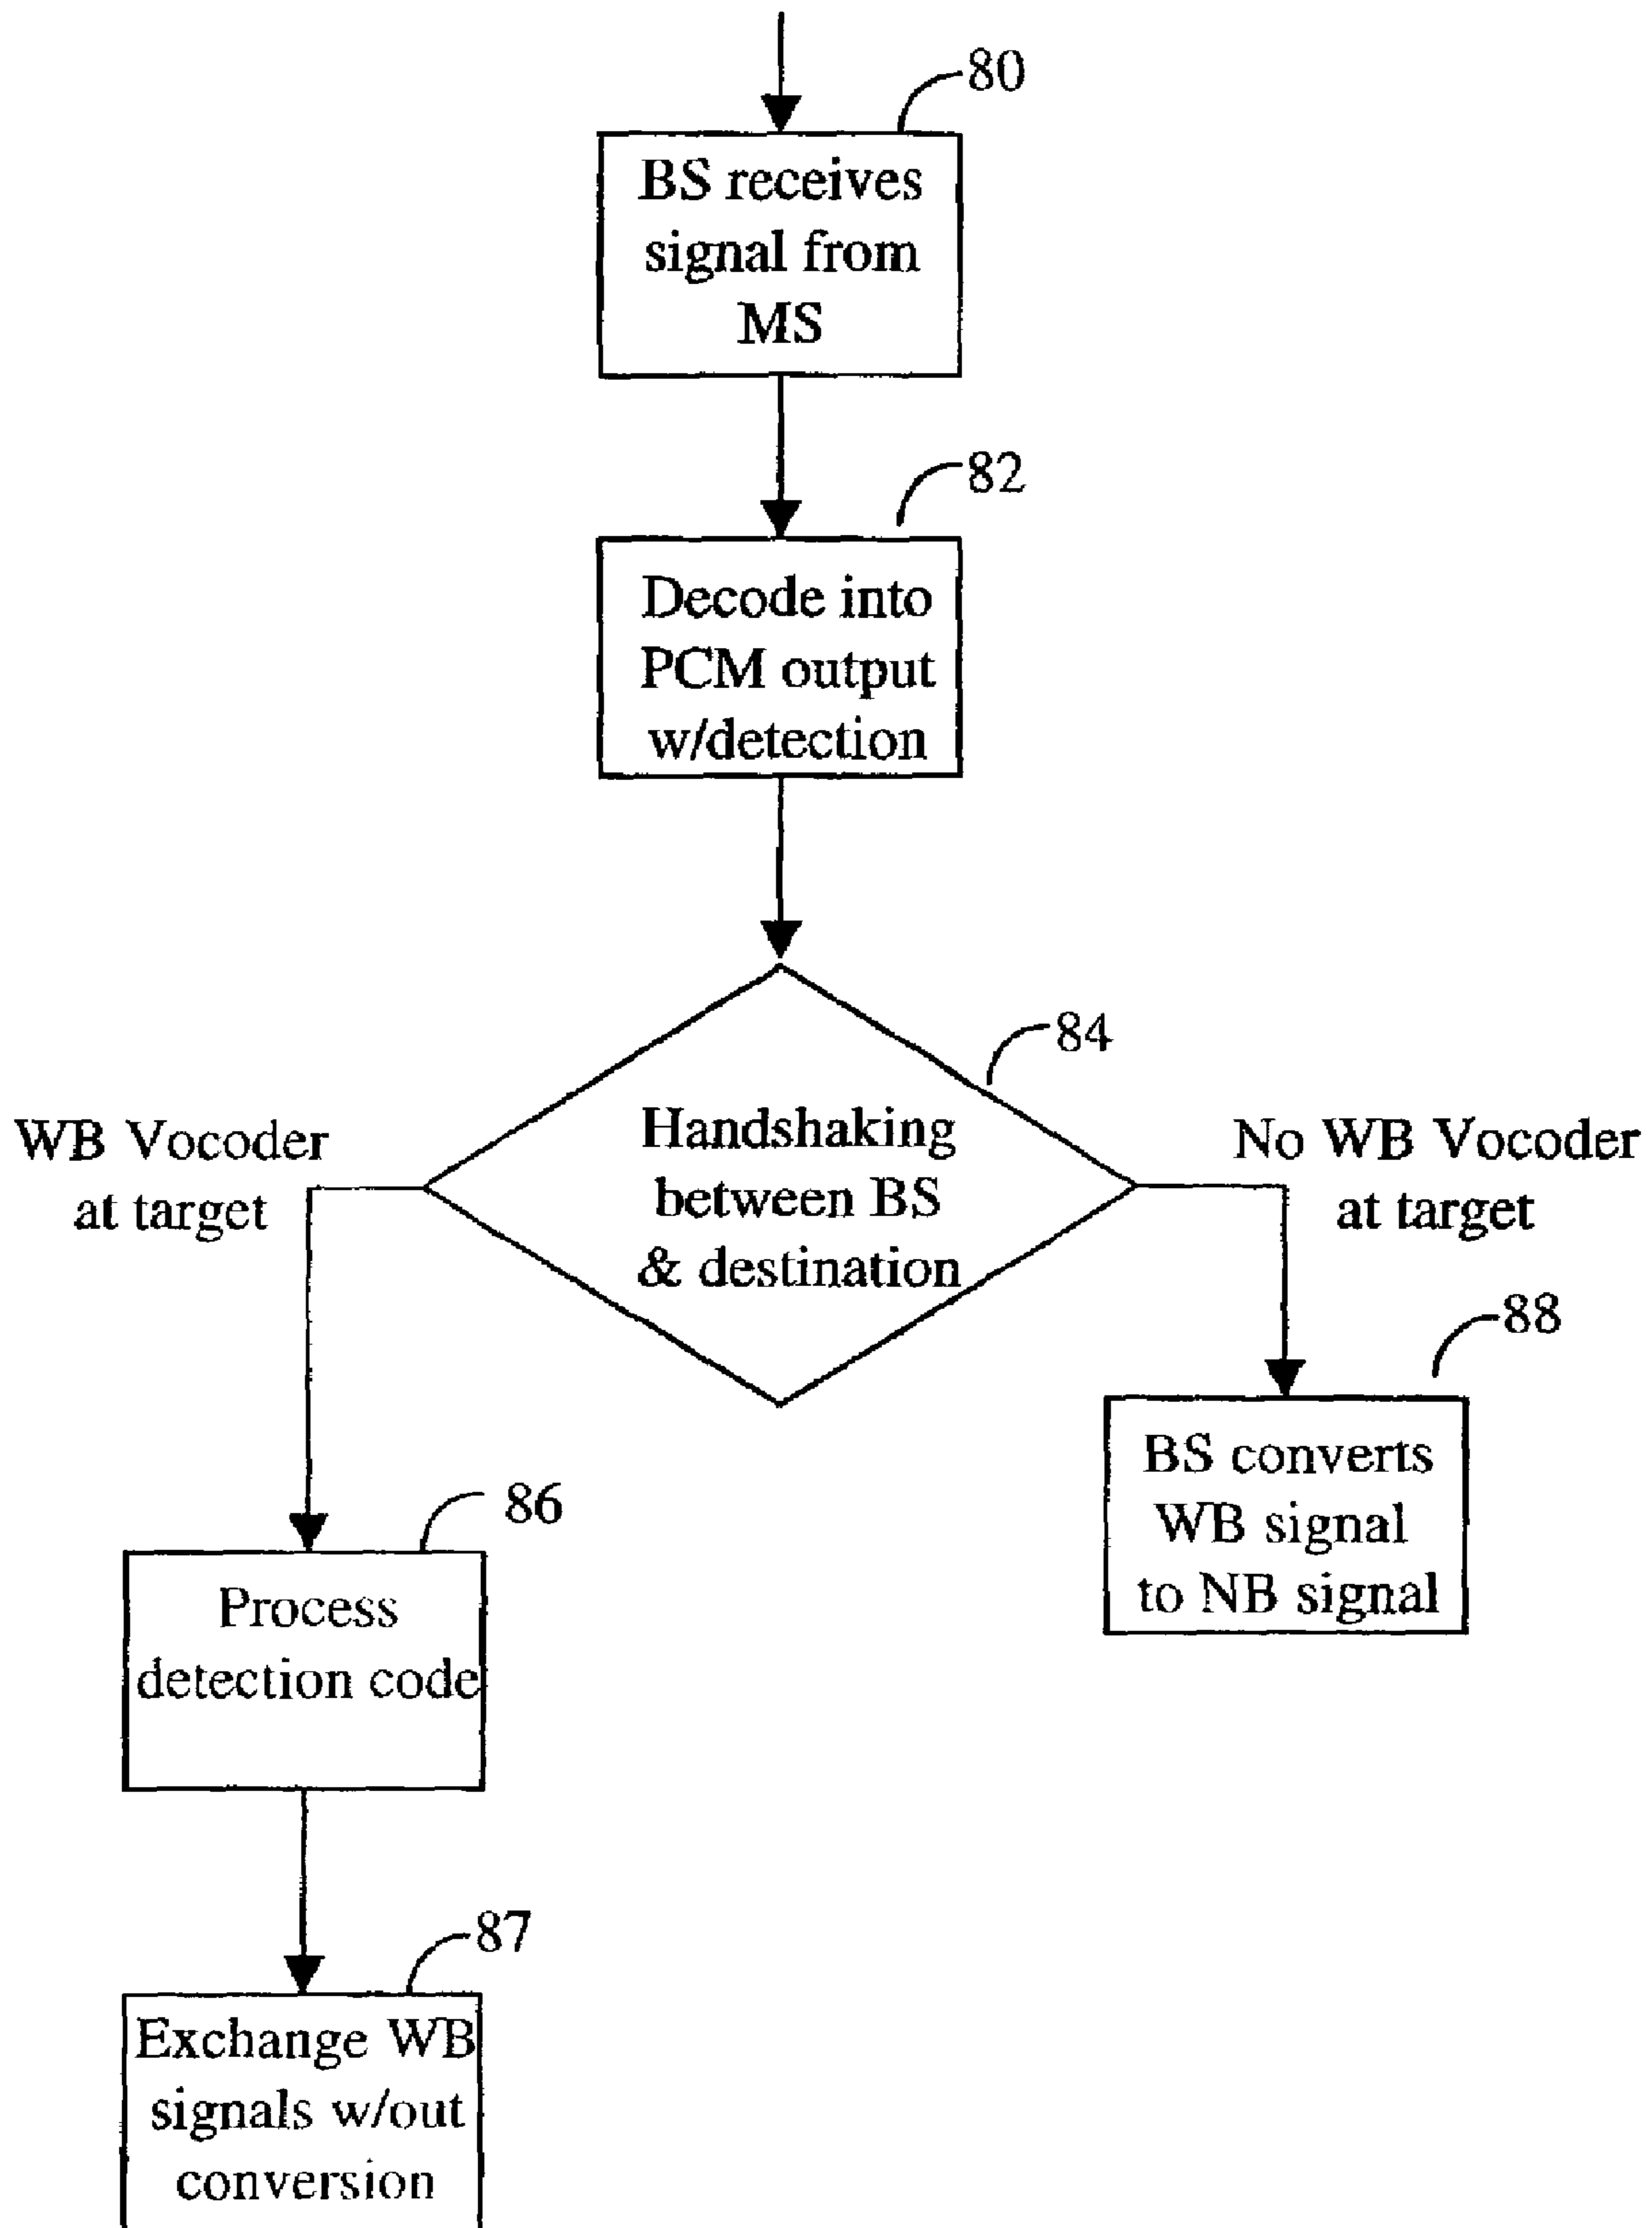 80
BS receives
signal from
MS
82
Decode into
PCM output
w/detection
84
Handshaking
between BS
& destination
WB Vocoder
at target
No WB Vocoder
at target
88
BS converts
WB signal
to NB signal
86
Process
detection code
87
Exchange WB
signals w/out
conversion